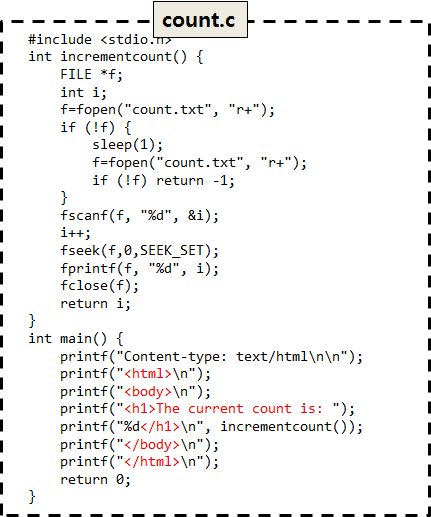 count.c
#include <stdio.h>
int incrementcount() {
FILE *f;
int i;
f=fopen("count.txt", "r+");
if (!f) {
sleep(1);
f=fopen("count.txt", "r+");
if (!f) return -1;
}
fscanf(f, "%d", &i);
i++;
fseek(f,0,SEEK_SET);
fprintf(f, "%d", i);
fclose(f);
return i;
}
int main() {
printf("Content-type: text/html\n\n");
printf("<html>\n");
printf("<body>\n");
printf("<h1>The current count is: ");
printf("%d</h1>\n", incrementcount());
printf("</body>\n");
printf("</html>\n");
return 0;
}